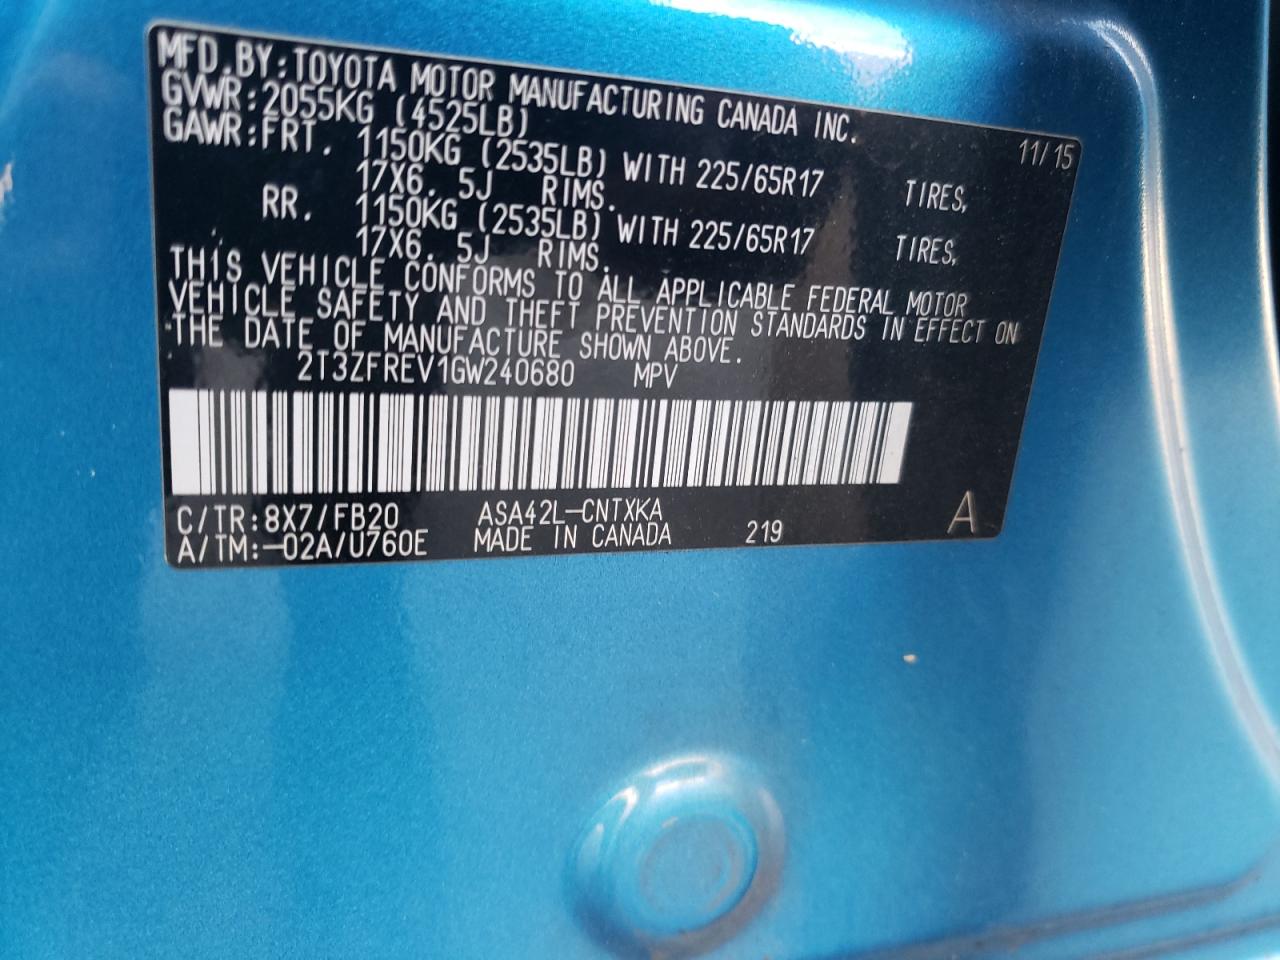 MFD.BY:TOYOTA MOTOR MANUFACTURING CANADA INC.
GVWR:2055KG (4525LB) 11/15
GAWR:FRT. 1150KG (2535LB) WITH 225/65R17 TIRES,
17X6.5J RIMS.
RR. 1150KG (2535LB) WITH 225/65R17 TIRES,
17X6.5J RIMS.
THIS VEHICLE CONFORMS TO ALL APPLICABLE FEDERAL MOTOR
VEHICLE SAFETY AND THEFT PREVENTION STANDARDS IN EFFECT ON
THE DATE OF MANUFACTURE SHOWN ABOVE.
2T3ZFREV1GW240680 MPV
C/TR:8X7/FB20 ASA42L-CNTXKA
A/TM:-02A/U760E MADE IN CANADA 219 A